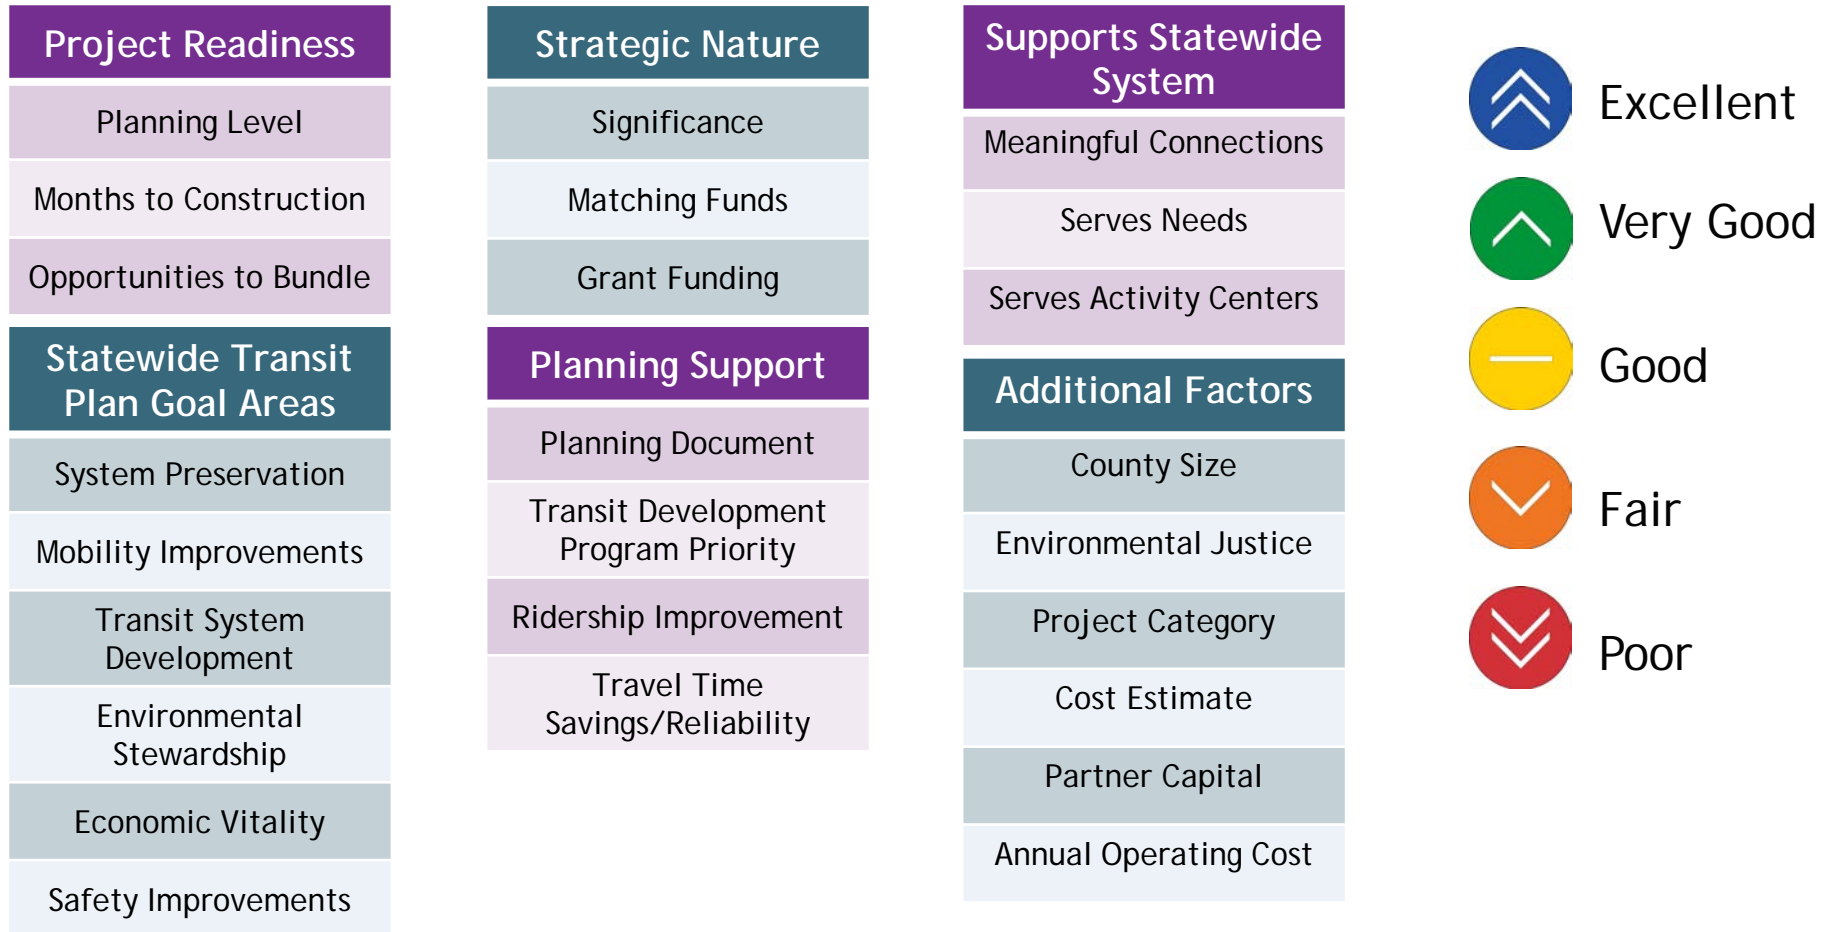 Project Readiness
Planning Level
Months to Construction
Opportunities to Bundle
Statewide Transit
Plan Goal Areas
System Preservation
Mobility Improvements
Transit System
Development
Environmental
Stewardship
Economic Vitality
Safety Improvements
Strategic Nature
Significance
Matching Funds
Grant Funding
Planning Support
Planning Document
Transit Development
Program Priority
Ridership Improvement
Travel Time
Savings/Reliability
Supports Statewide
System
Meaningful Connections
Serves Needs
Serves Activity Centers
Additional Factors
County Size
Environmental Justice
Project Category
Cost Estimate
Partner Capital
Annual Operating Cost
Excellent
Very Good
Good
Fair
Poor